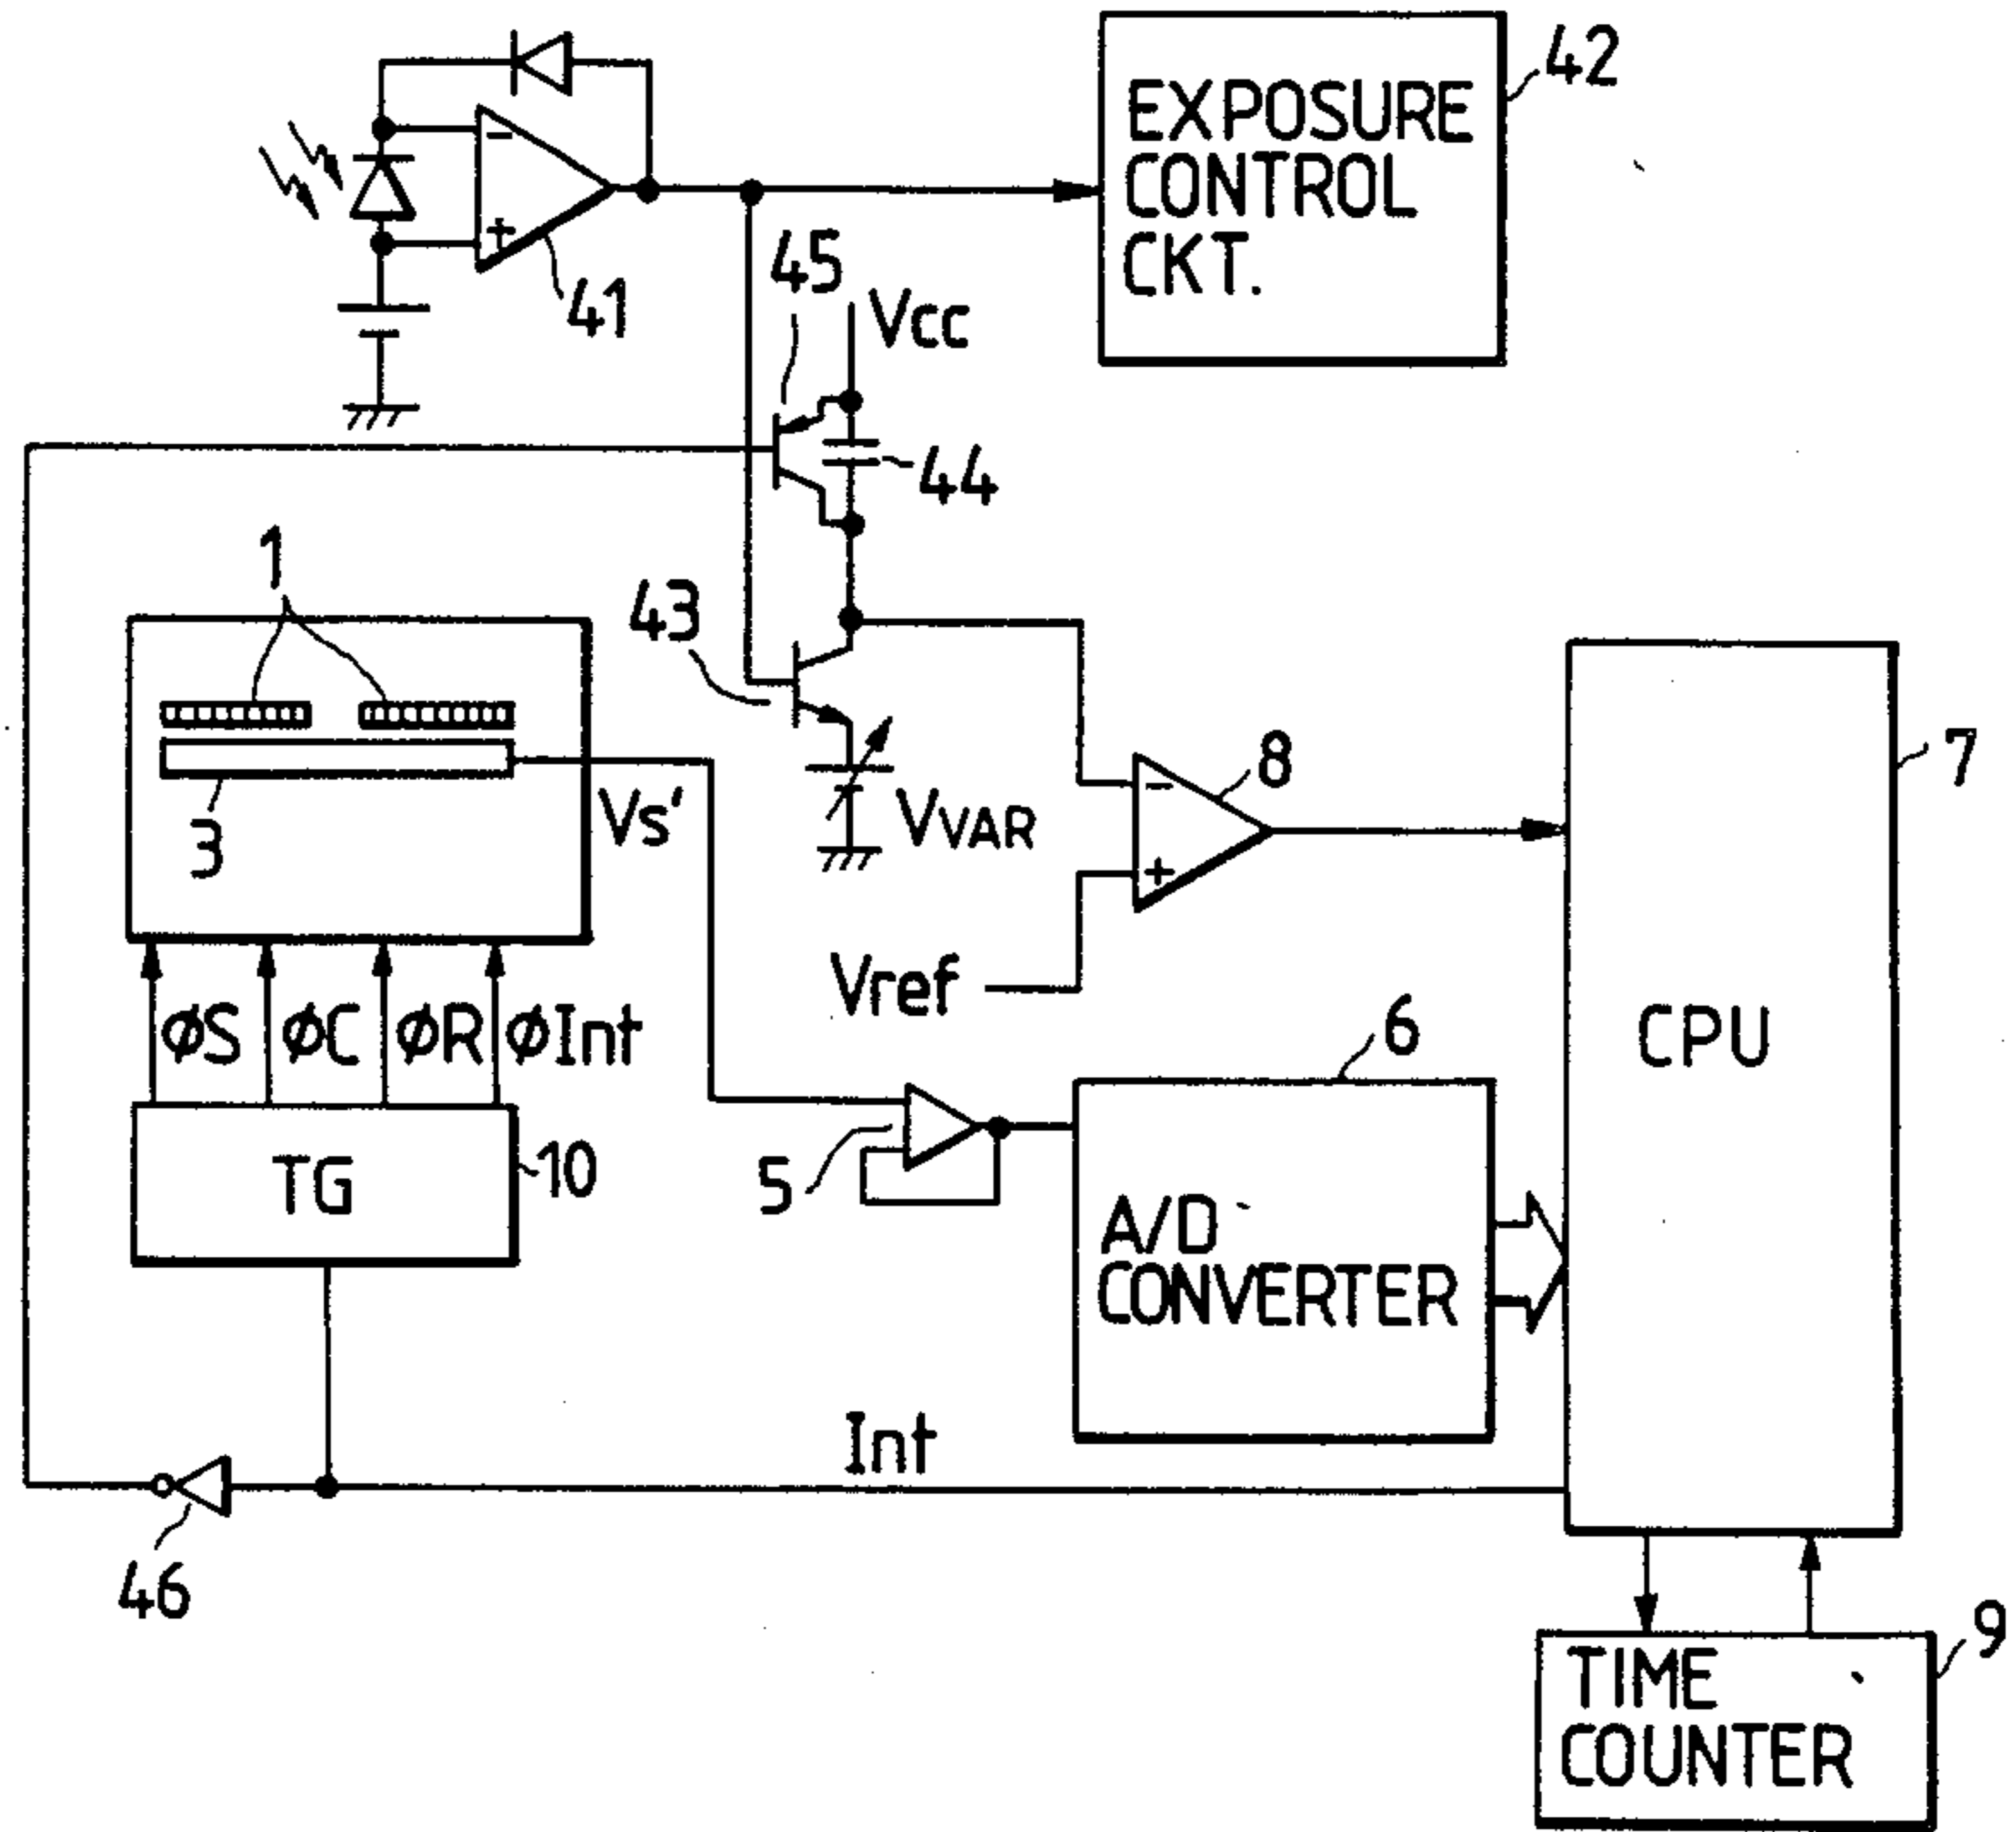 42
EXPOSURE
CONTROL
CKT.
-
+
41
45
Vcc
44
1
43
3
Vs'
VVAR
8
-
+
Vref
7
CPU
øS
øC
øR
øInt
TG
10
5
6
A/D
CONVERTER
Int
46
9
TIME
COUNTER